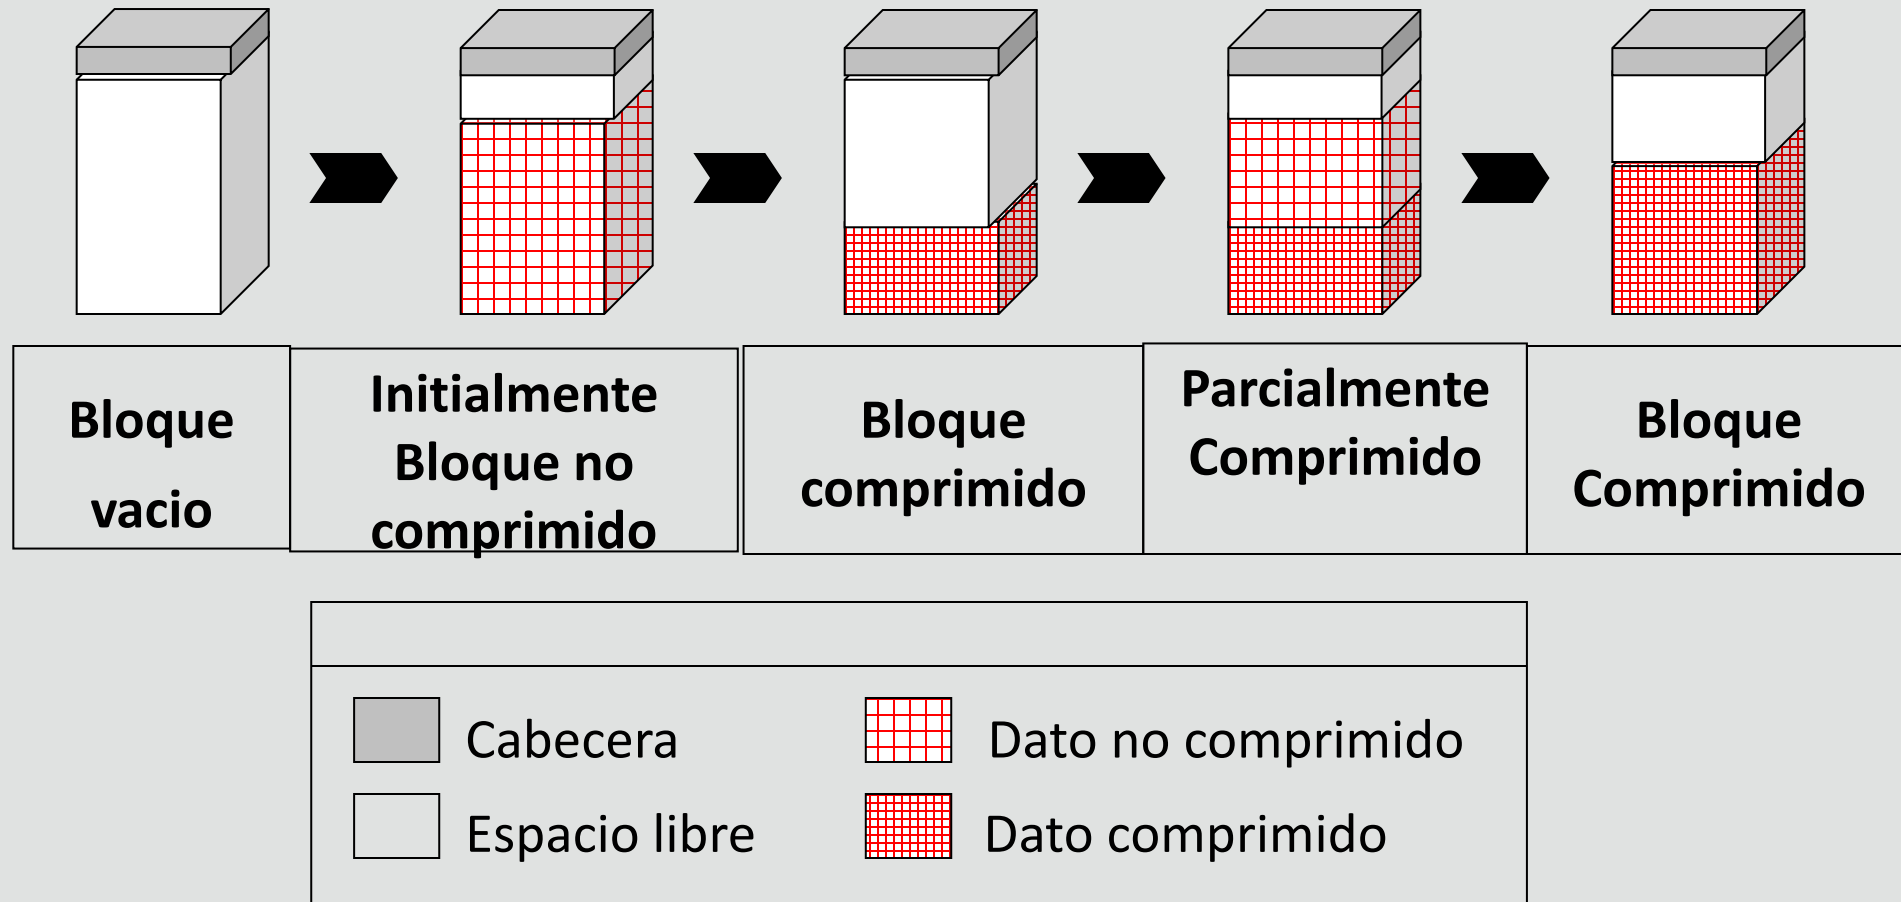 Bloque
vacio
Initialmente
Bloque no
comprimido
Bloque
comprimido
Parcialmente
Comprimido
Bloque
Comprimido
Cabecera
Dato no comprimido
Espacio libre
Dato comprimido